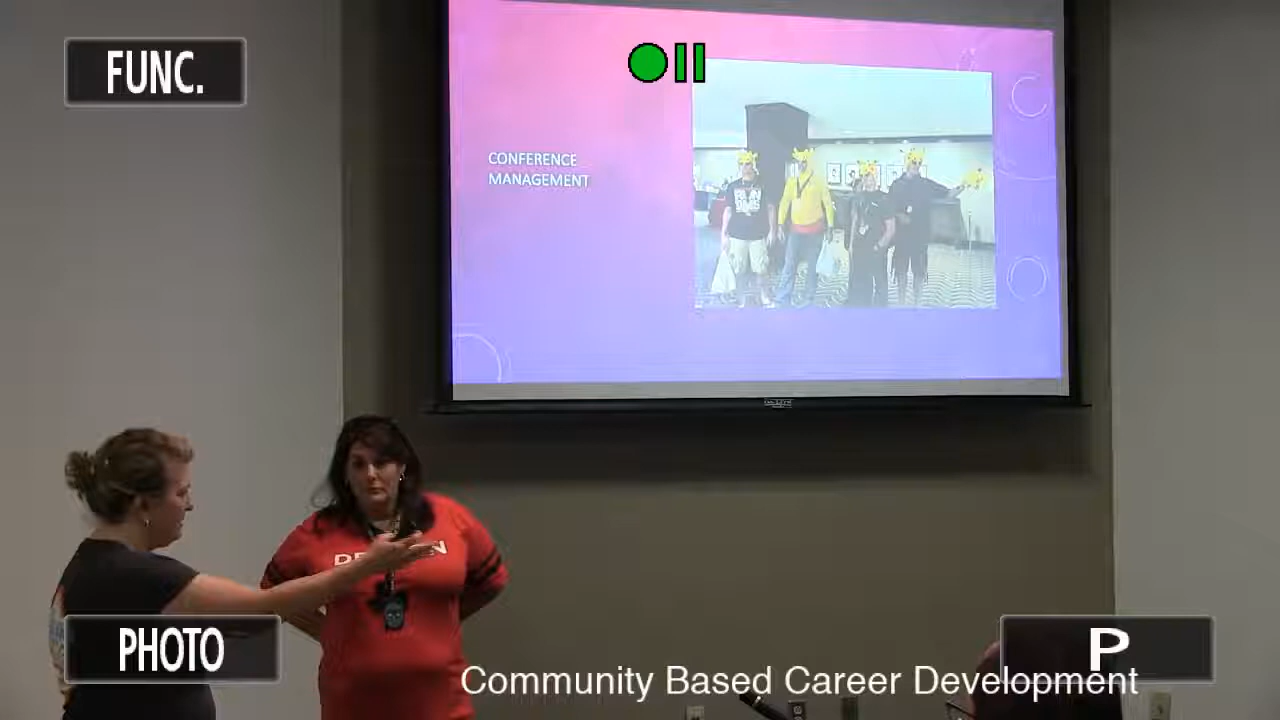 FUNC.
CONFERENCE
MANAGEMENT
PHOTO
P
Community Based Career Development